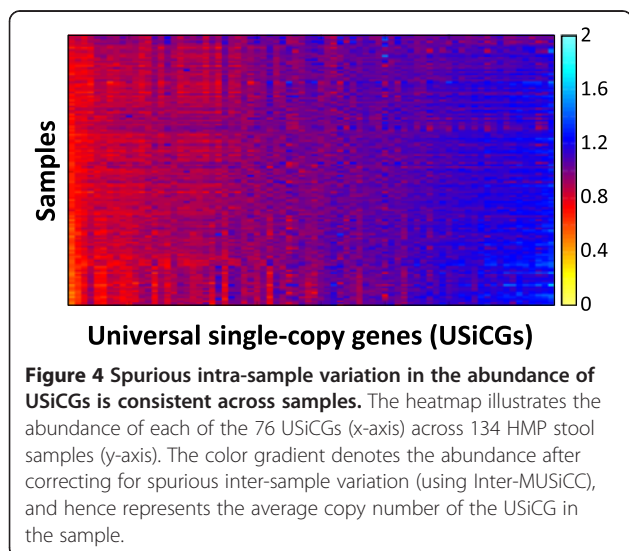 2
1.6
1.2
0.8
0.4
0
Samples
Universal single-copy genes (USiCGs)
Figure 4 Spurious intra-sample variation in the abundance of
USiCGs is consistent across samples. The heatmap illustrates the
abundance of each of the 76 USiCGs (x-axis) across 134 HMP stool
samples (y-axis). The color gradient denotes the abundance after
correcting for spurious inter-sample variation (using Inter-MUSiCC),
and hence represents the average copy number of the USiCG in
the sample.